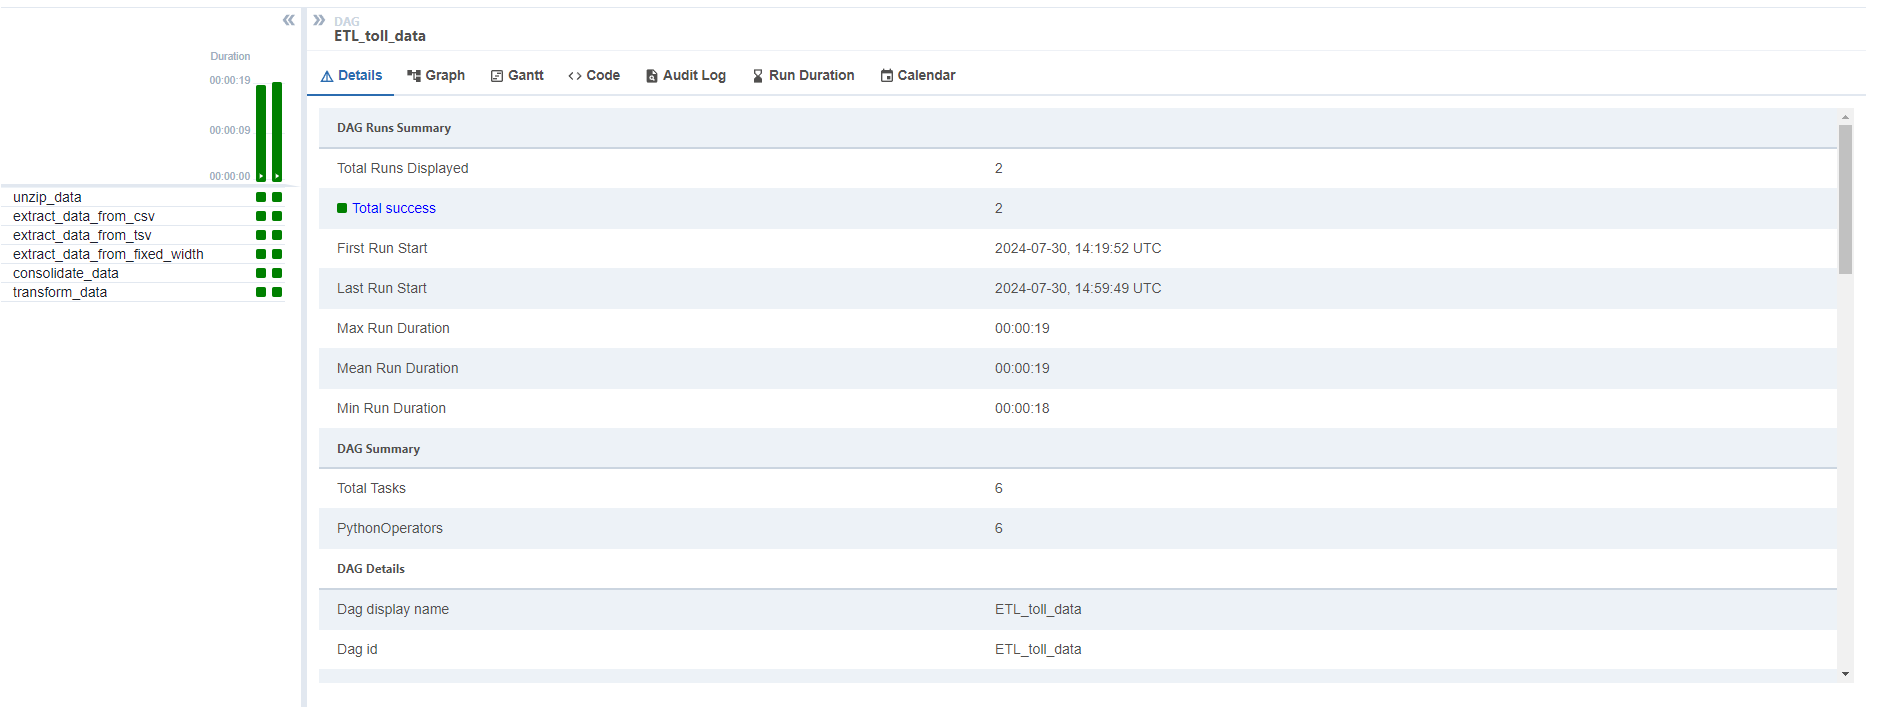 Duration
00:00:19
00:00:09
00:00:00
unzip_data
extract_data_from_csv
extract_data_from_tsv
extract_data_from_fixed_width
consolidate_data
transform_data
DAG
ETL_toll_data
Details Graph Gantt Code Audit Log Run Duration Calendar
DAG Runs Summary
Total Runs Displayed 2
Total success 2
First Run Start 2024-07-30, 14:19:52 UTC
Last Run Start 2024-07-30, 14:59:49 UTC
Max Run Duration 00:00:19
Mean Run Duration 00:00:19
Min Run Duration 00:00:18
DAG Summary
Total Tasks 6
PythonOperators 6
DAG Details
Dag display name ETL_toll_data
Dag id ETL_toll_data